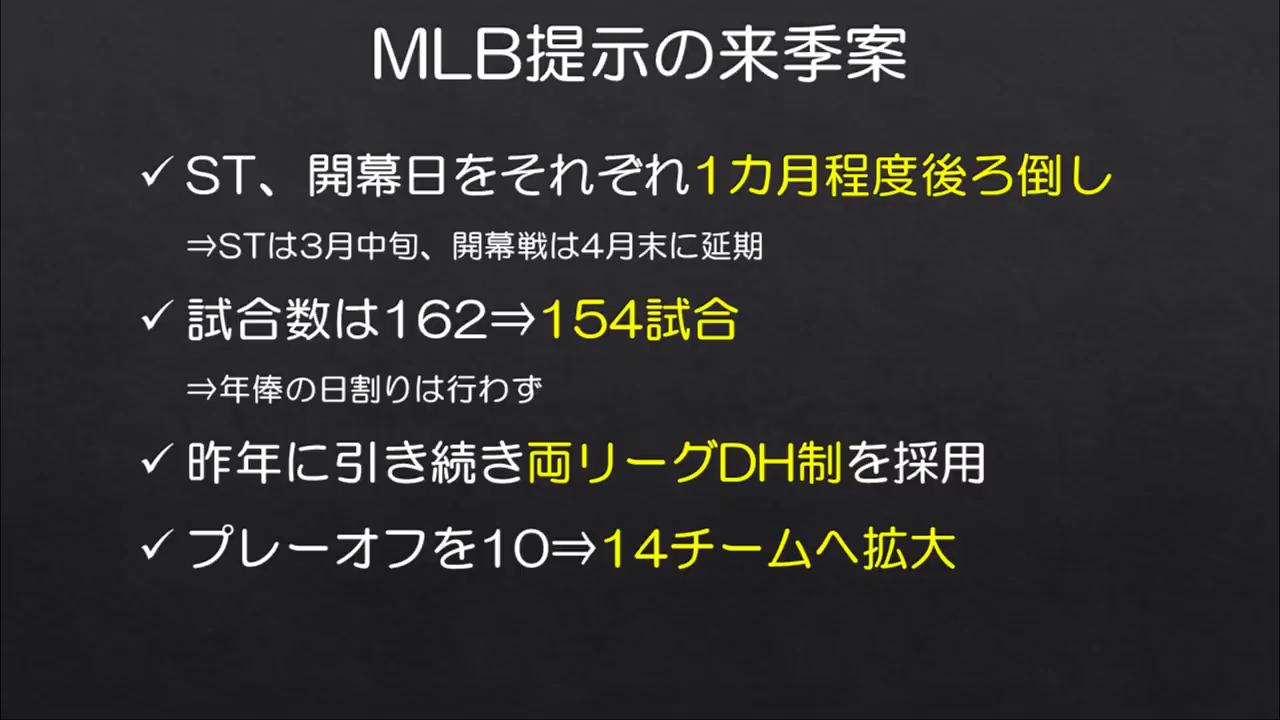 MLB提示の来季案
✓ ST、開幕日をそれぞれ1カ月程度後ろ倒し
⇒STは3月中旬、開幕戦は4月末に延期
✓ 試合数は162⇒154試合
⇒年俸の日割りは行わず
✓ 昨年に引き続き両リーグDH制を採用
✓ プレーオフを10⇒14チームへ拡大